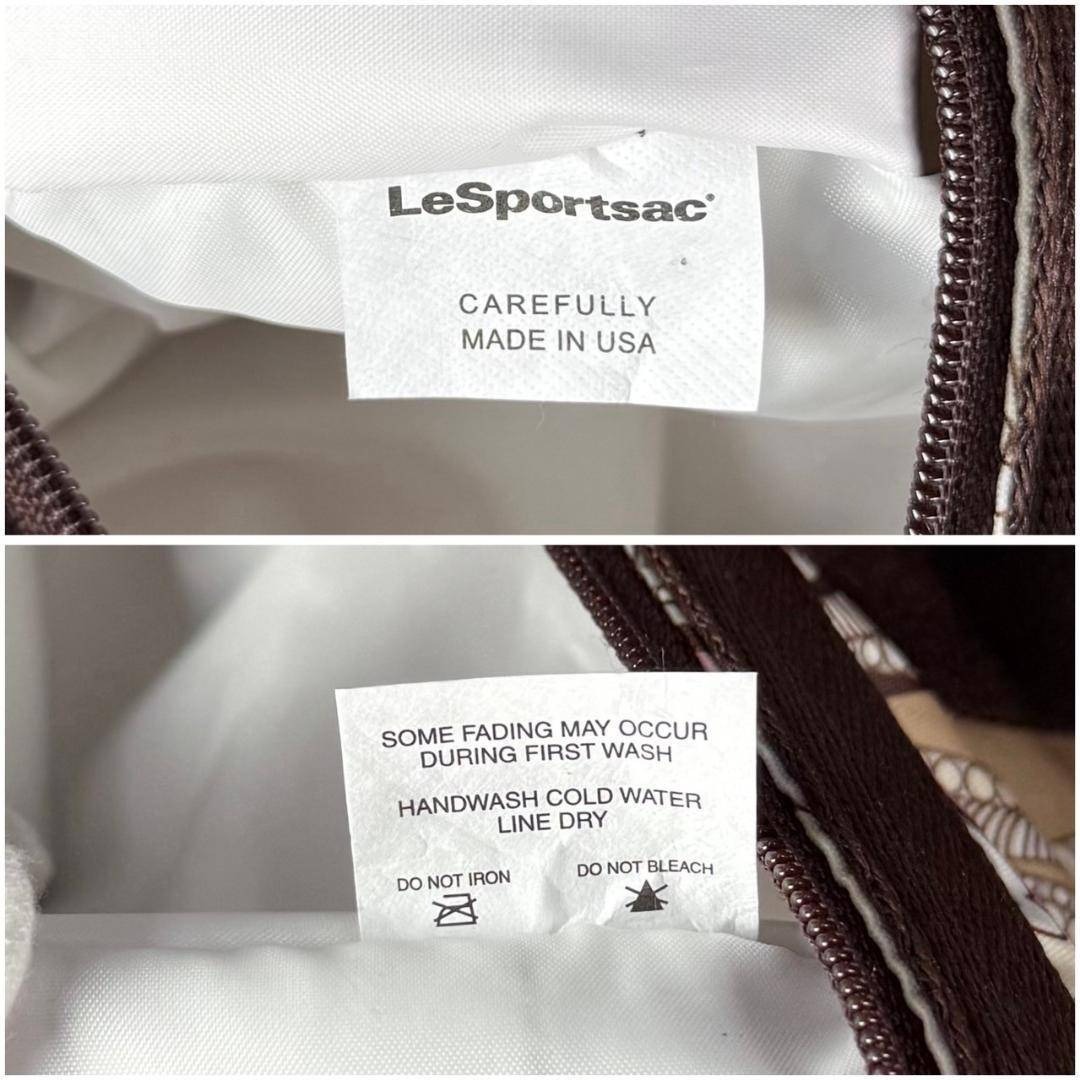 LeSportsac
CAREFULLY
MADE IN USA
SOME FADING MAY OCCUR
DURING FIRST WASH
HANDWASH COLD WATER
LINE DRY
DO NOT IRON
DO NOT BLEACH